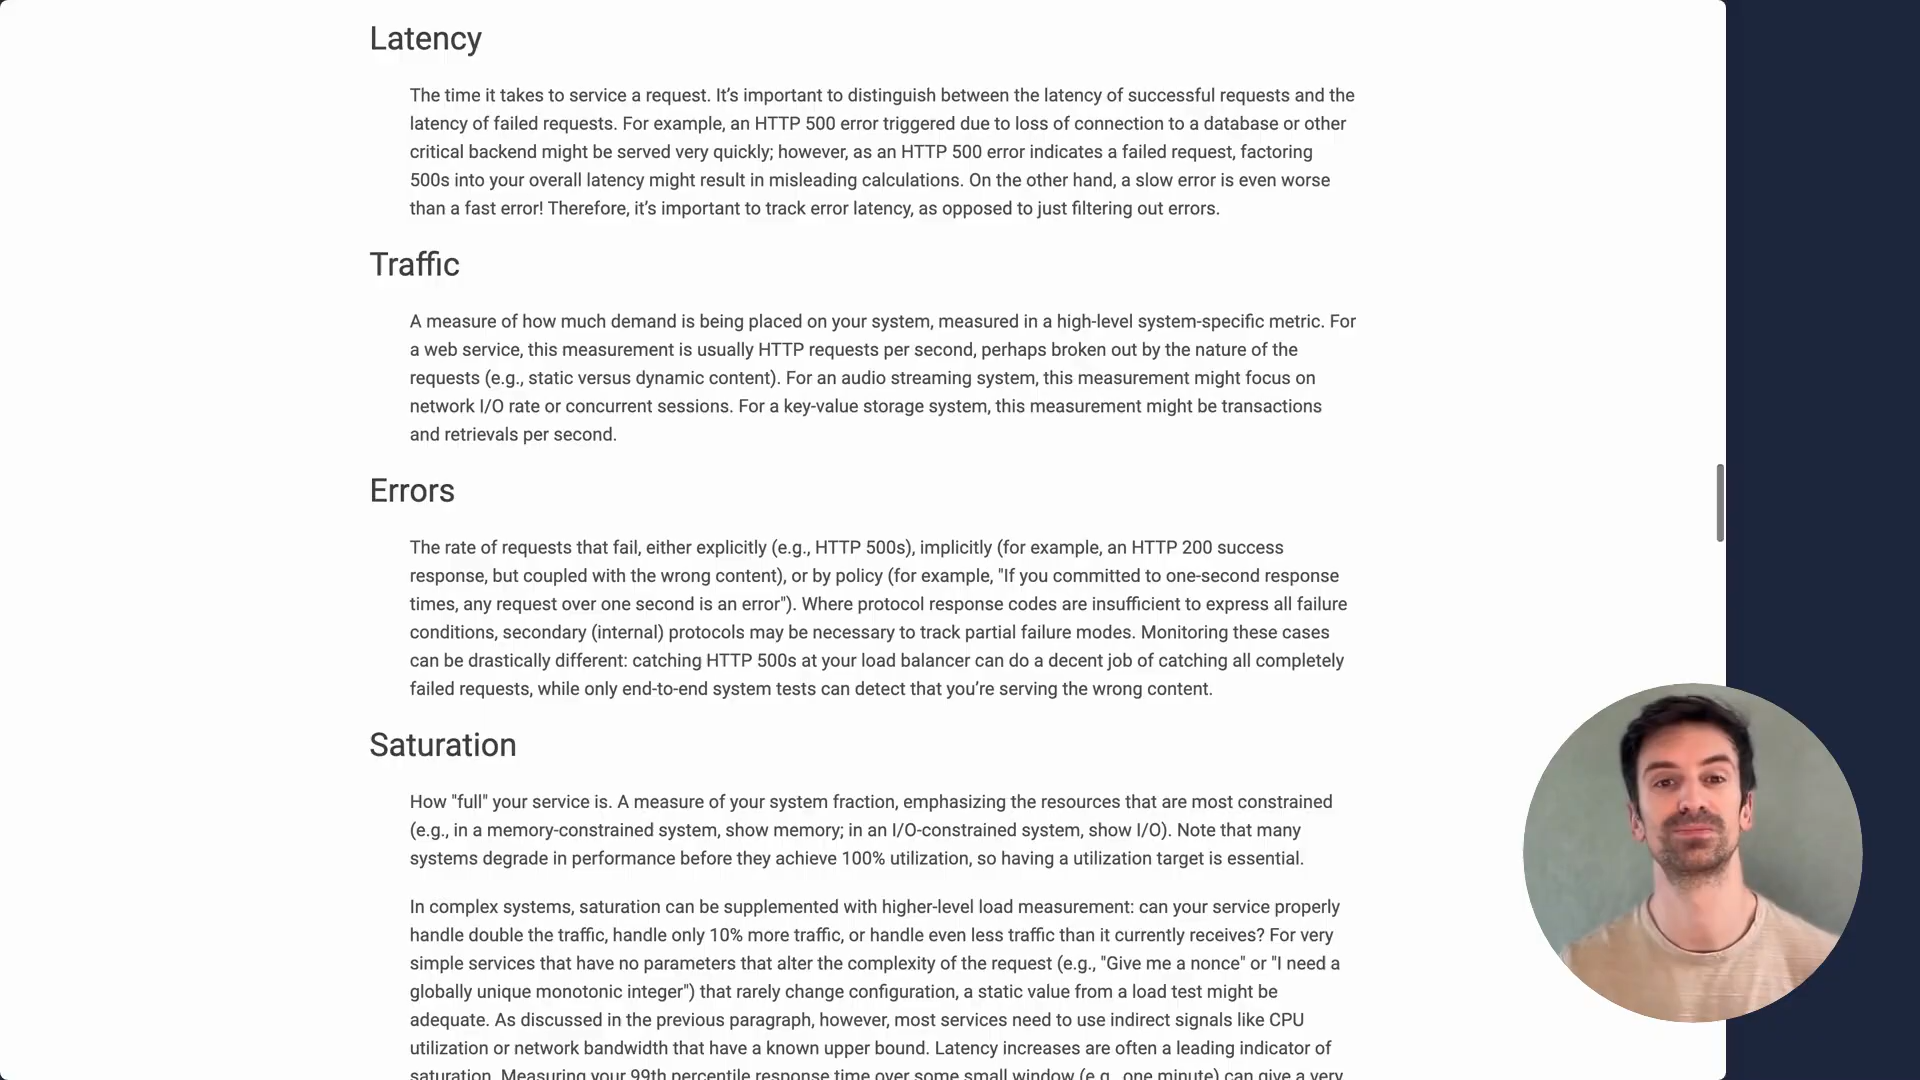 Latency
The time it takes to service a request. It’s important to distinguish between the latency of successful requests and the
latency of failed requests. For example, an HTTP 500 error triggered due to loss of connection to a database or other
critical backend might be served very quickly; however, as an HTTP 500 error indicates a failed request, factoring
500s into your overall latency might result in misleading calculations. On the other hand, a slow error is even worse
than a fast error! Therefore, it’s important to track error latency, as opposed to just filtering out errors.
Traffic
A measure of how much demand is being placed on your system, measured in a high-level system-specific metric. For
a web service, this measurement is usually HTTP requests per second, perhaps broken out by the nature of the
requests (e.g., static versus dynamic content). For an audio streaming system, this measurement might focus on
network I/O rate or concurrent sessions. For a key-value storage system, this measurement might be transactions
and retrievals per second.
Errors
The rate of requests that fail, either explicitly (e.g., HTTP 500s), implicitly (for example, an HTTP 200 success
response, but coupled with the wrong content), or by policy (for example, "If you committed to one-second response
times, any request over one second is an error"). Where protocol response codes are insufficient to express all failure
conditions, secondary (internal) protocols may be necessary to track partial failure modes. Monitoring these cases
can be drastically different: catching HTTP 500s at your load balancer can do a decent job of catching all completely
failed requests, while only end-to-end system tests can detect that you’re serving the wrong content.
Saturation
How "full" your service is. A measure of your system fraction, emphasizing the resources that are most constrained
(e.g., in a memory-constrained system, show memory; in an I/O-constrained system, show I/O). Note that many
systems degrade in performance before they achieve 100% utilization, so having a utilization target is essential.
In complex systems, saturation can be supplemented with higher-level load measurement: can your service properly
handle double the traffic, handle only 10% more traffic, or handle even less traffic than it currently receives? For very
simple services that have no parameters that alter the complexity of the request (e.g., "Give me a nonce" or "I need a
globally unique monotonic integer") that rarely change configuration, a static value from a load test might be
adequate. As discussed in the previous paragraph, however, most services need to use indirect signals like CPU
utilization or network bandwidth that have a known upper bound. Latency increases are often a leading indicator of
saturation. Measuring your 99th percentile response time over some small window (e.g., one minute) can give a very